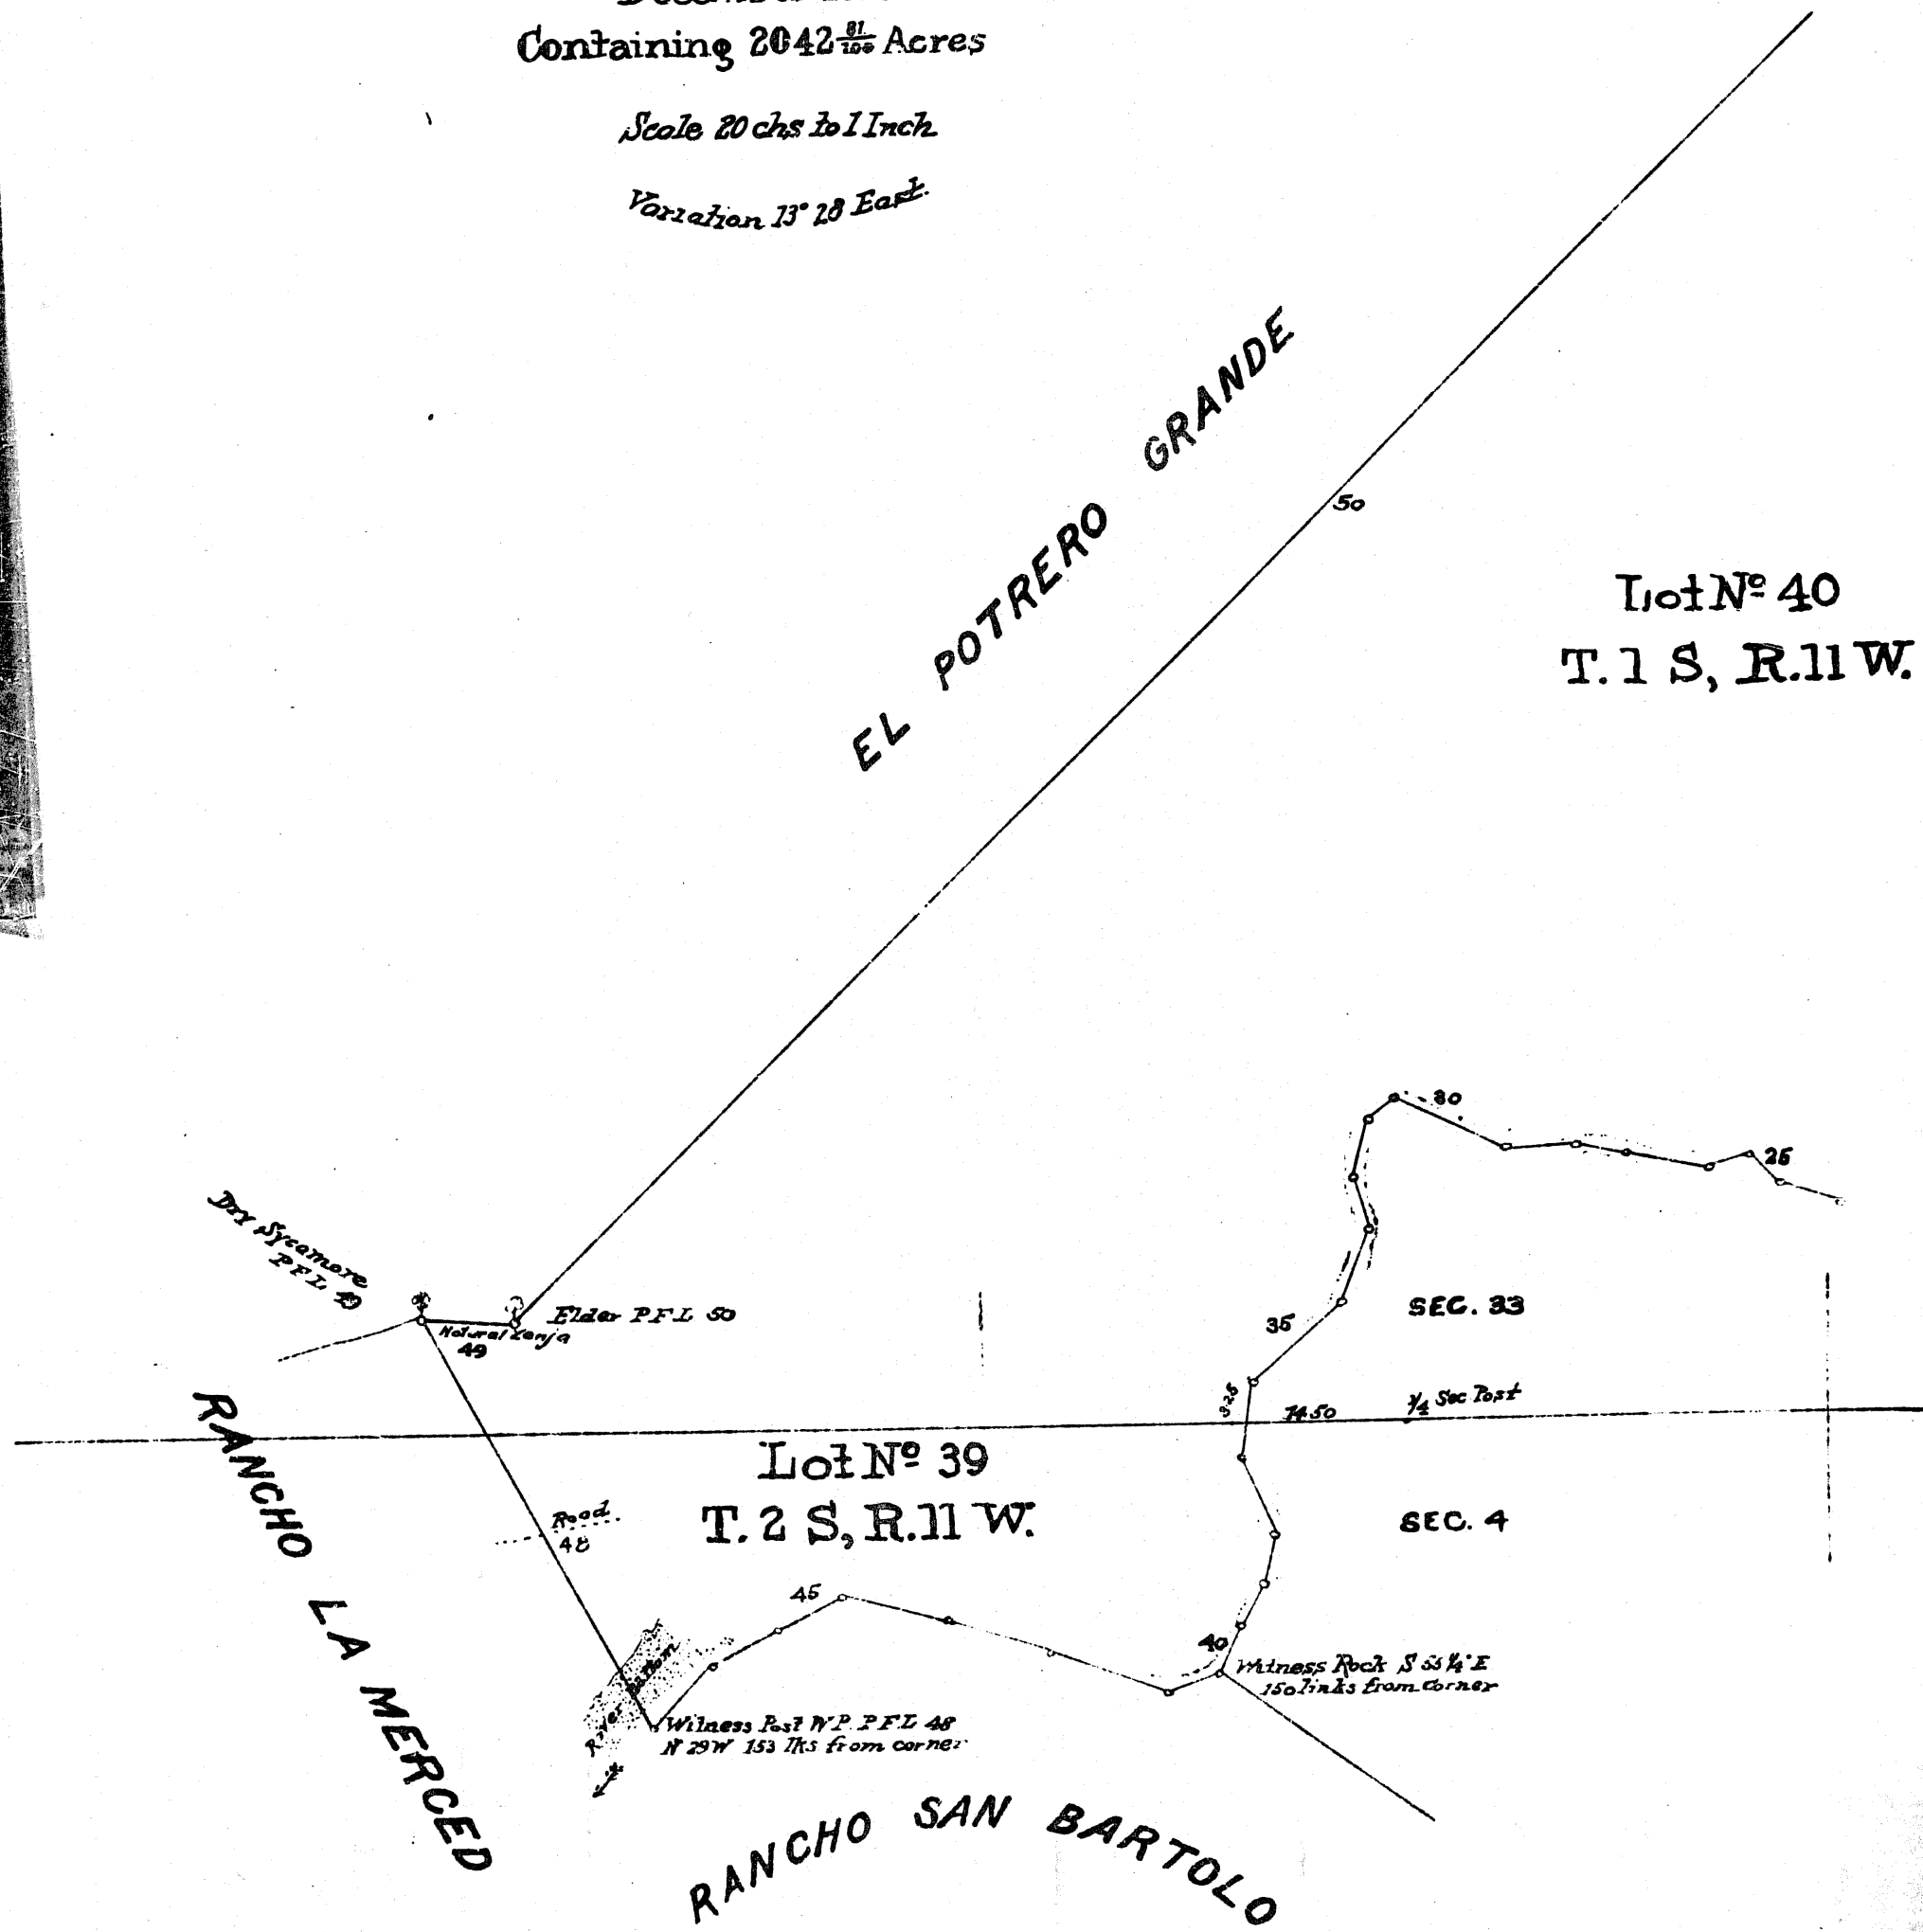 Containing 2042 81/100 Acres
Scale 20 chs to 1 Inch
Variation 13° 28 East.
EL POTRERO GRANDE
50
Lot Nº 40
T. 1 S, R. 11 W.
30
25
Dry Sycamore
P F L
Elder P.F.L 50
Natural Zanja
49
SEC. 33
35
1/4 Sec Post
14.50
RANCHO LA MERCED
Lot Nº 39
T. 2 S, R. 11 W.
Road
48
SEC. 4
45
40
River Bottom
Witness Rock S 55 1/4° E
150 links from Corner
Witness Post W P. P.F.L 48
N 29 W 153 lks from corner
RANCHO SAN BARTOLO